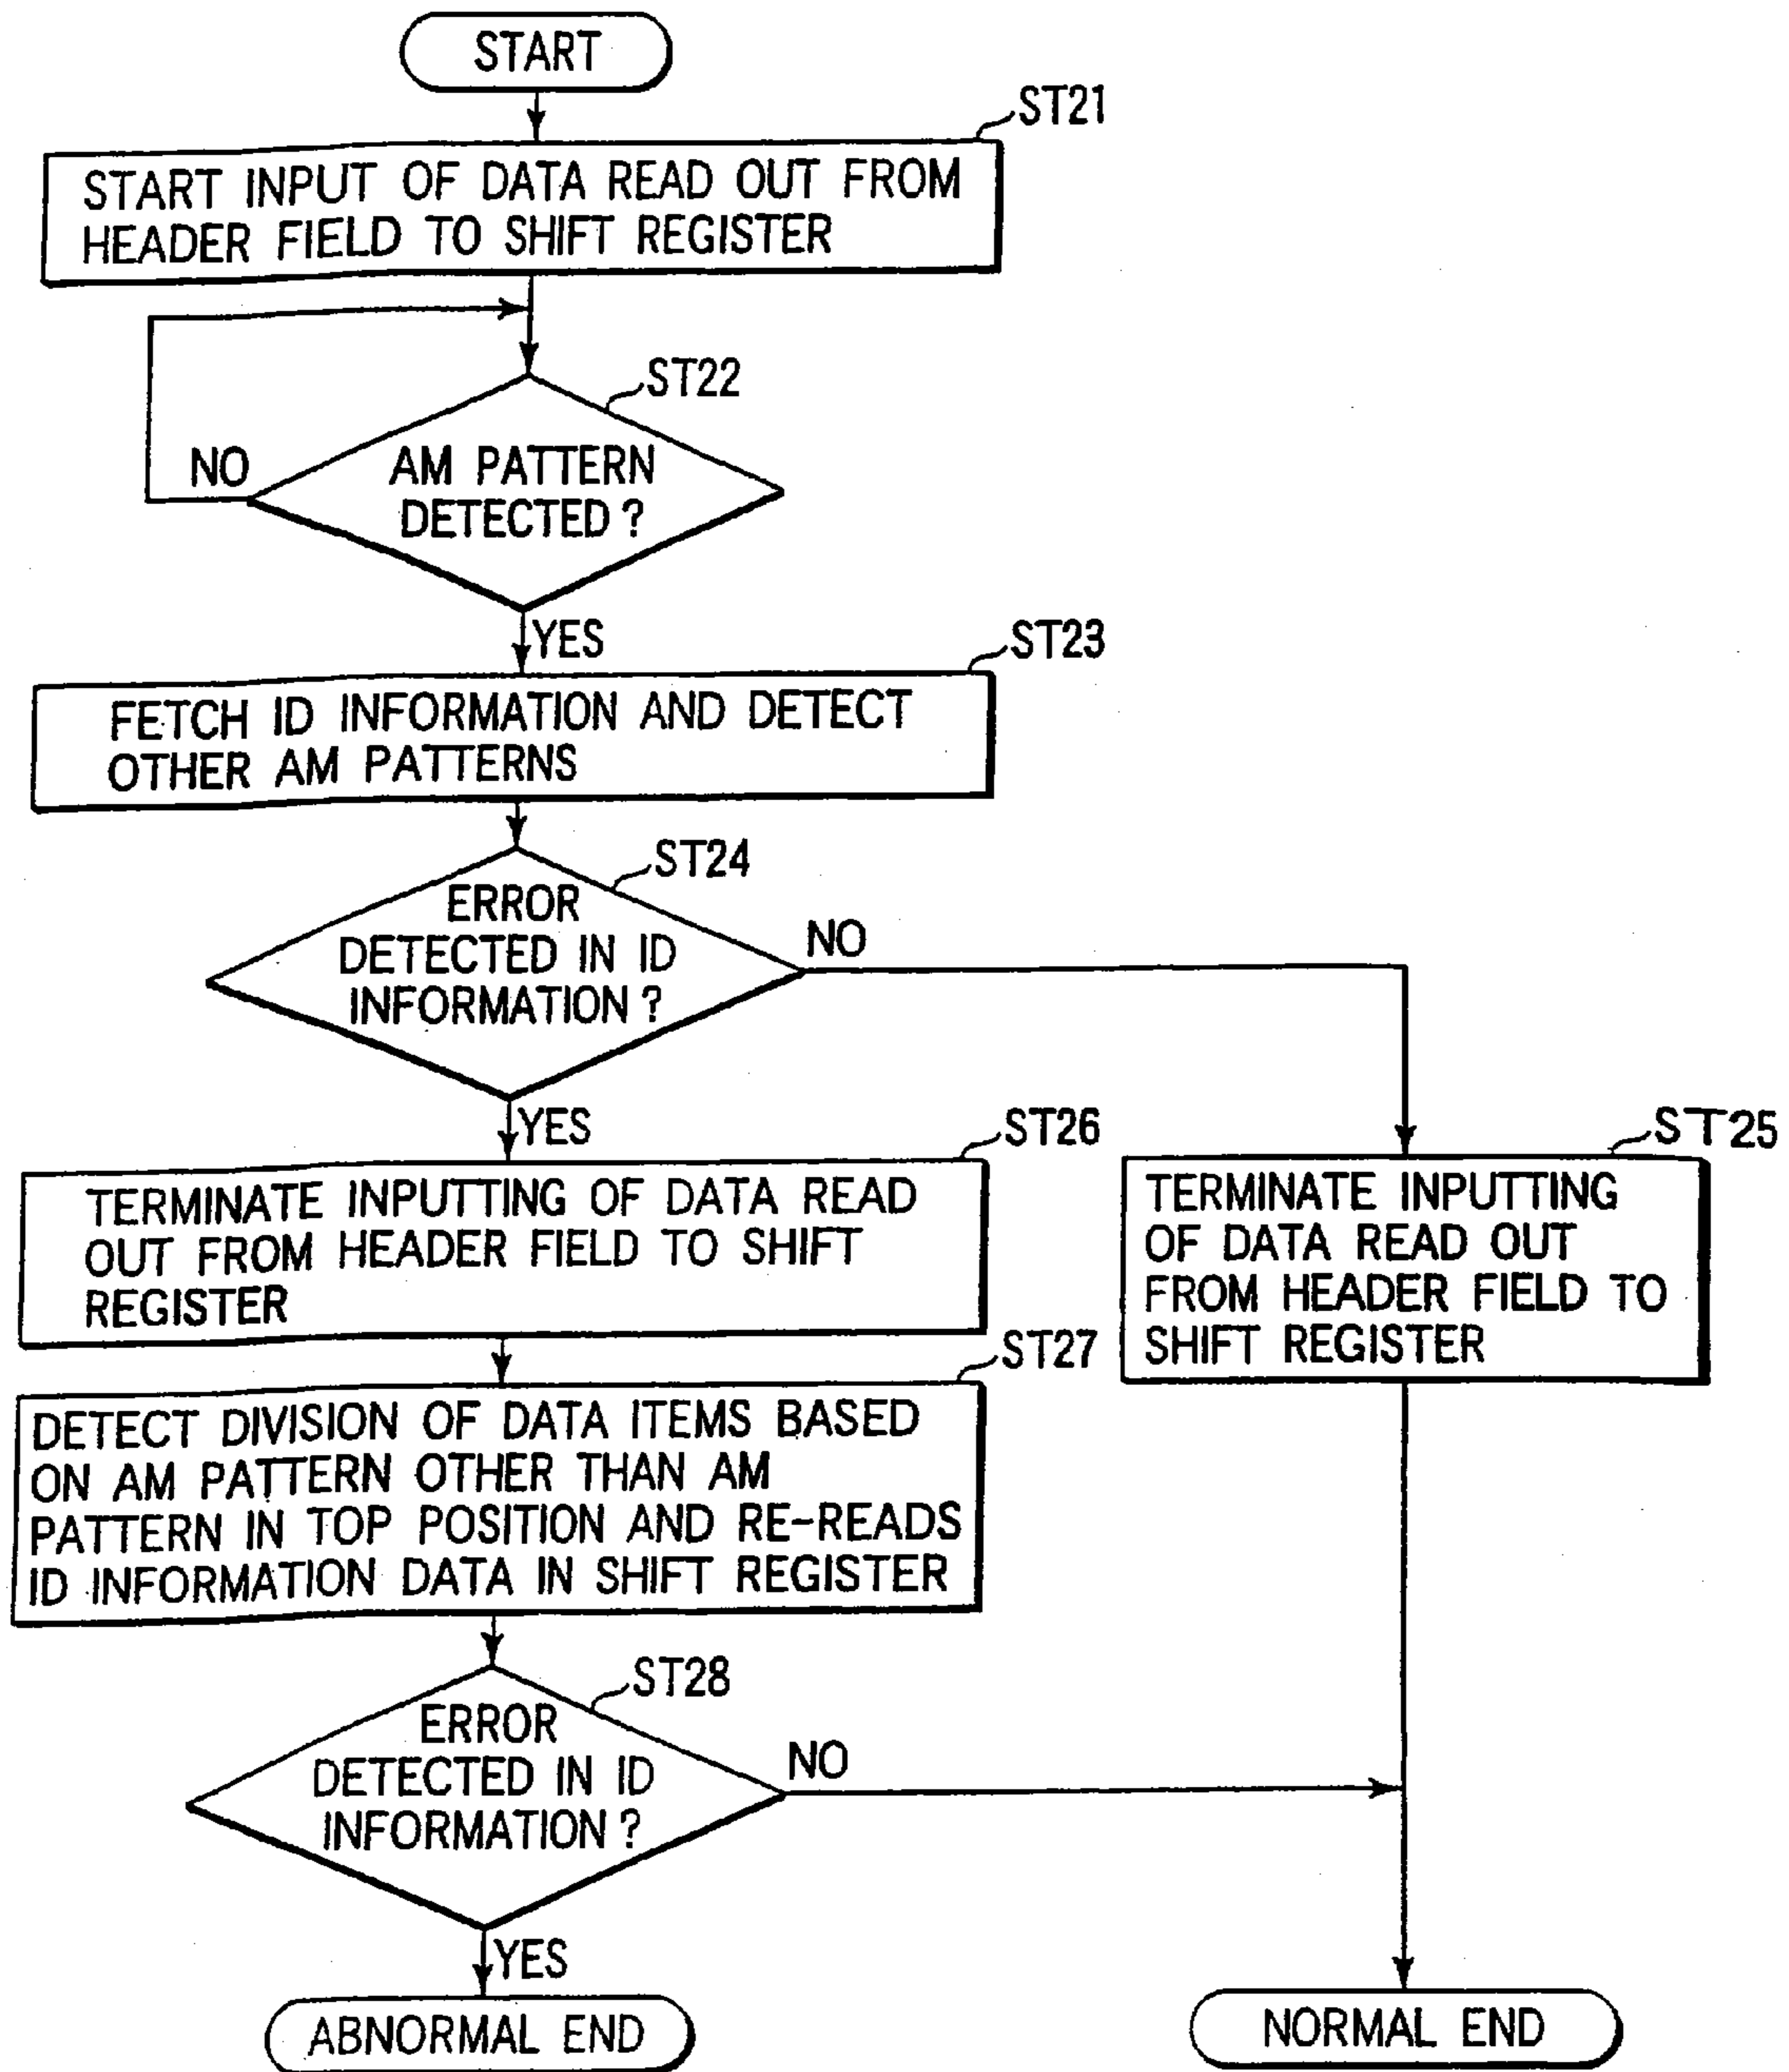 START
ST21
START INPUT OF DATA READ OUT FROM
HEADER FIELD TO SHIFT REGISTER
ST22
NO
AM PATTERN
DETECTED?
YES
ST23
FETCH ID INFORMATION AND DETECT
OTHER AM PATTERNS
ST24
ERROR
DETECTED IN ID
INFORMATION?
NO
YES
ST26
TERMINATE INPUTTING OF DATA READ
OUT FROM HEADER FIELD TO SHIFT
REGISTER
ST25
TERMINATE INPUTTING
OF DATA READ OUT
FROM HEADER FIELD TO
SHIFT REGISTER
ST27
DETECT DIVISION OF DATA ITEMS BASED
ON AM PATTERN OTHER THAN AM
PATTERN IN TOP POSITION AND RE-READS
ID INFORMATION DATA IN SHIFT REGISTER
ST28
ERROR
DETECTED IN ID
INFORMATION?
NO
YES
ABNORMAL END
NORMAL END